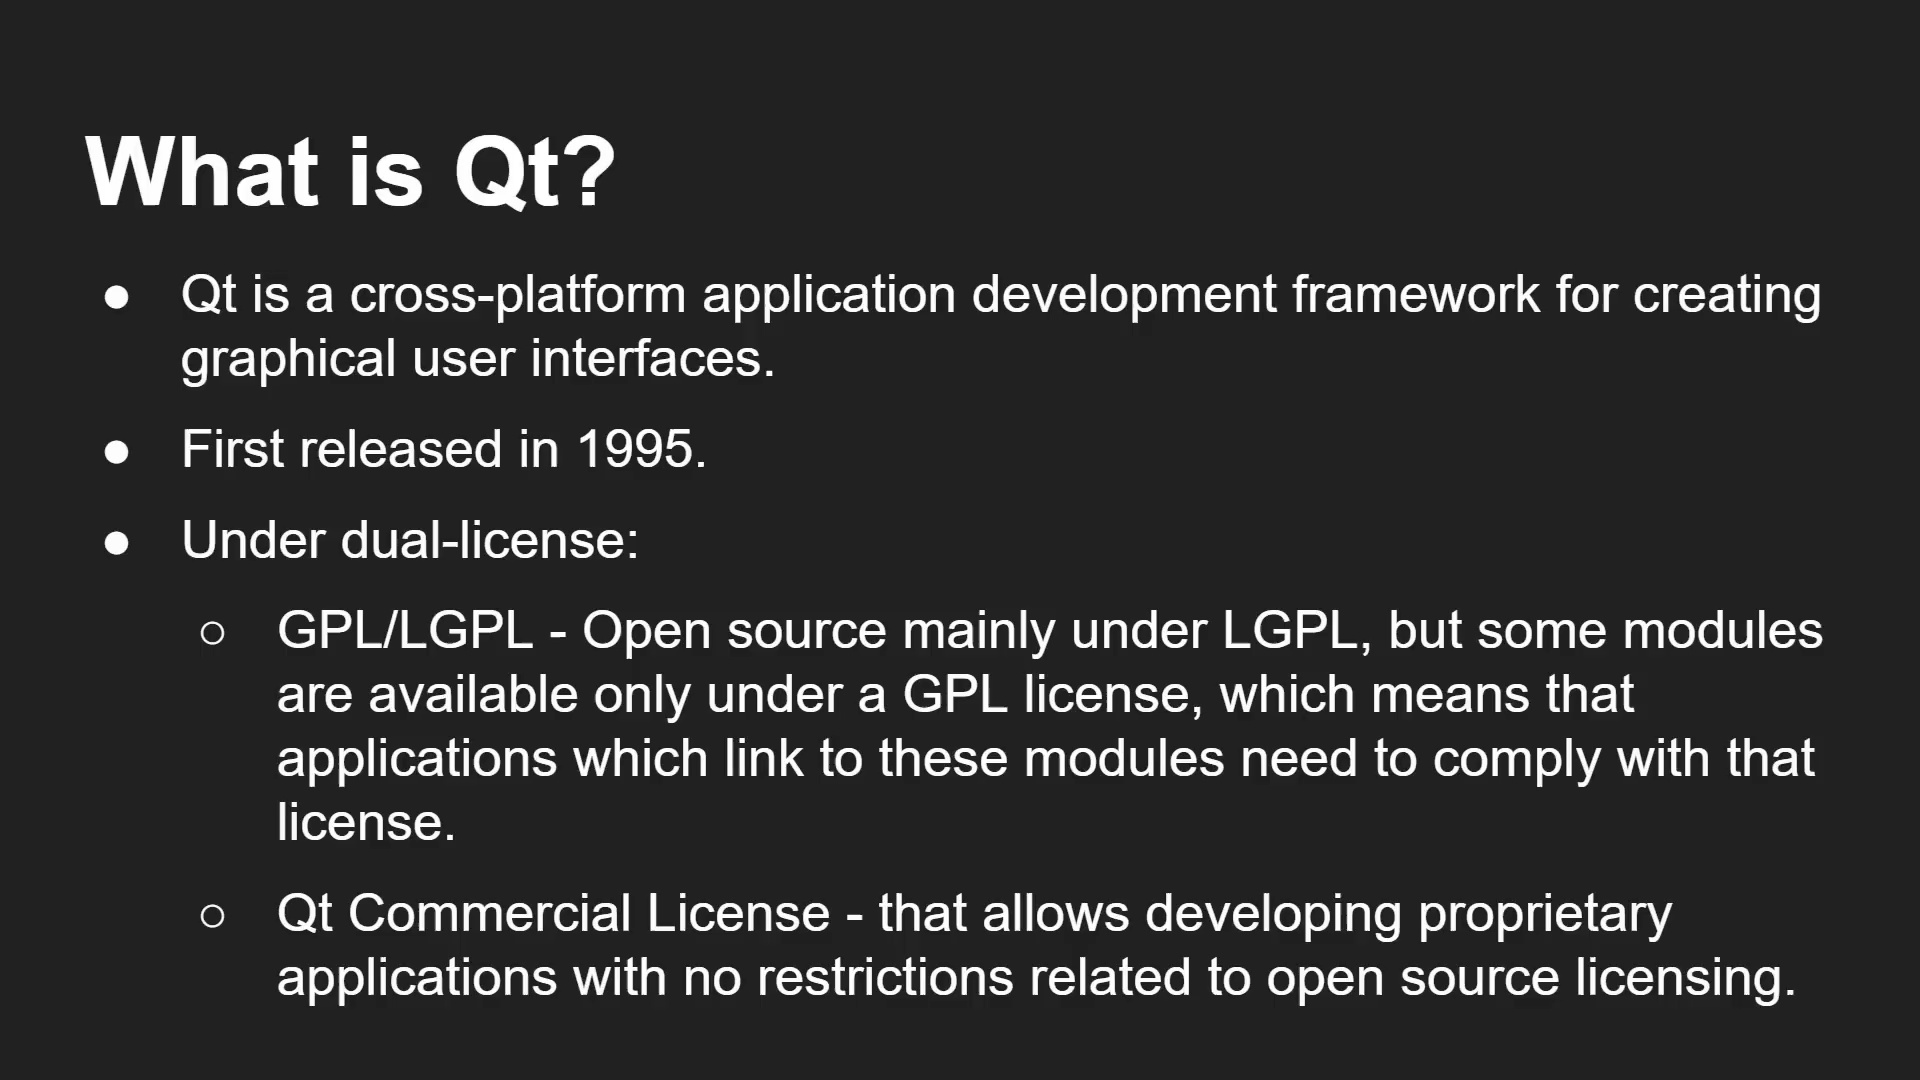 What is Qt?
● Qt is a cross-platform application development framework for creating
graphical user interfaces.
● First released in 1995.
● Under dual-license:
○ GPL/LGPL - Open source mainly under LGPL, but some modules
are available only under a GPL license, which means that
applications which link to these modules need to comply with that
license.
○ Qt Commercial License - that allows developing proprietary
applications with no restrictions related to open source licensing.